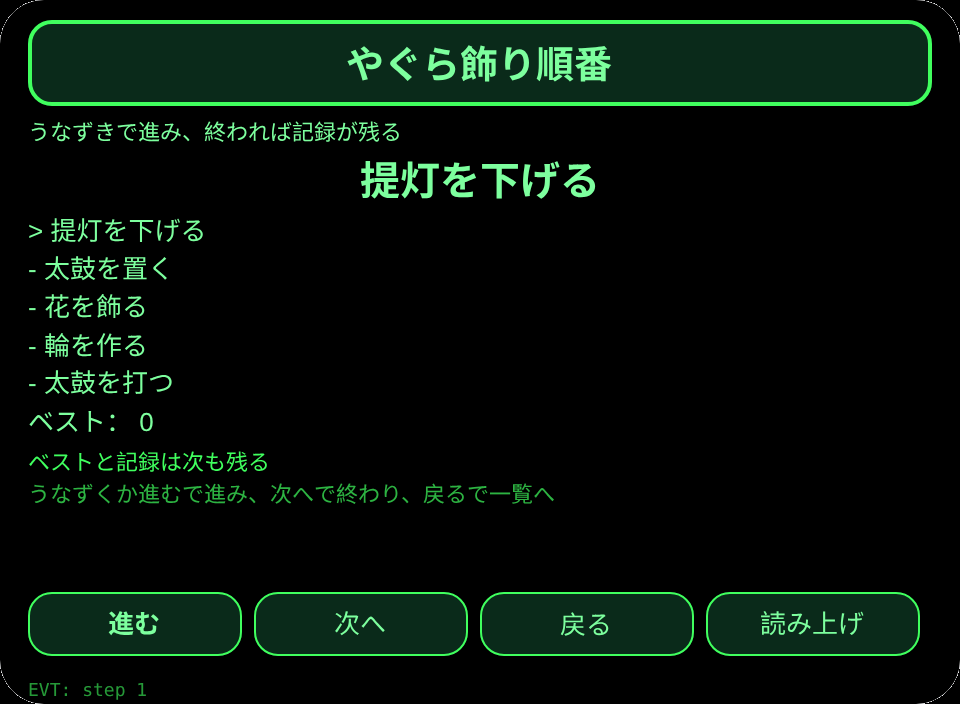 やぐら飾り順番
うなずきで進み、終われば記録が残る
提灯を下げる
> 提灯を下げる
- 太鼓を置く
- 花を飾る
- 輪を作る
- 太鼓を打つ
ベスト： 0
ベストと記録は次も残る
うなずくか進むで進み、次へで終わり、戻るで一覧へ
進む
次へ
戻る
読み上げ
EVT: step 1